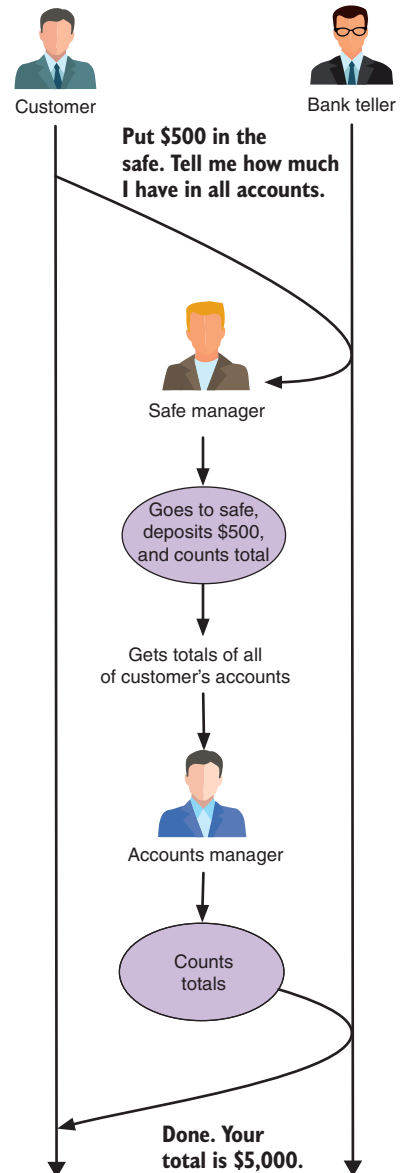 Customer
Bank teller
Put $500 in the
safe. Tell me how much
I have in all accounts.
Safe manager
Goes to safe,
deposits $500,
and counts total
Gets totals of all
of customer's accounts
Accounts manager
Counts
totals
Done. Your
total is $5,000.